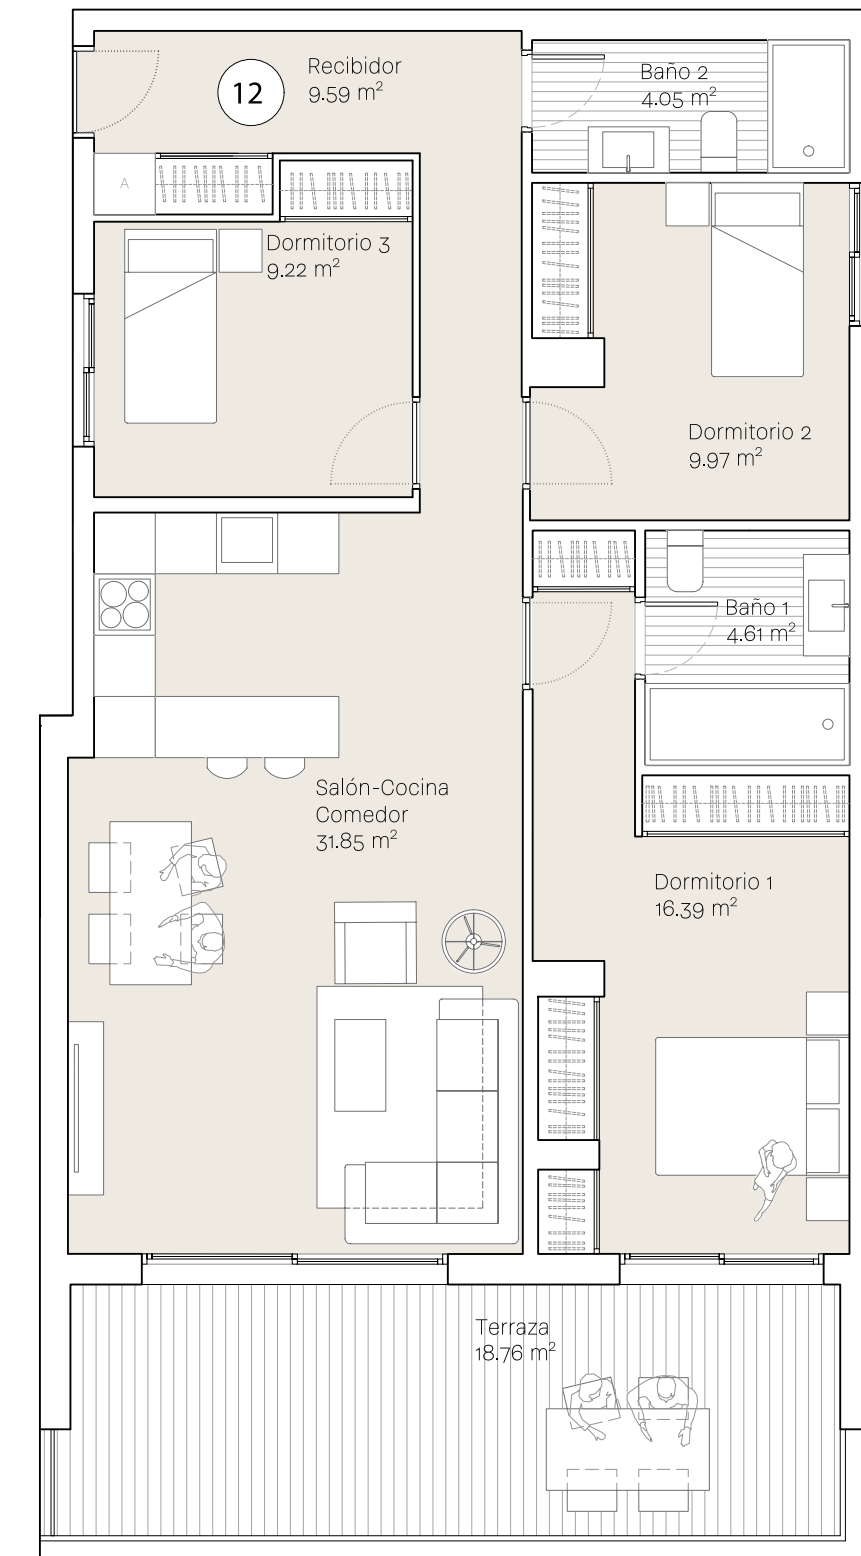 Recibidor
9.59 m²
12
Baño 2
4.05 m²
A
Dormitorio 3
9.22 m²
Dormitorio 2
9.97 m²
Baño 1
4.61 m²
Salón-Cocina
Comedor
31.85 m²
Dormitorio 1
16.39 m²
Terraza
18.76 m²